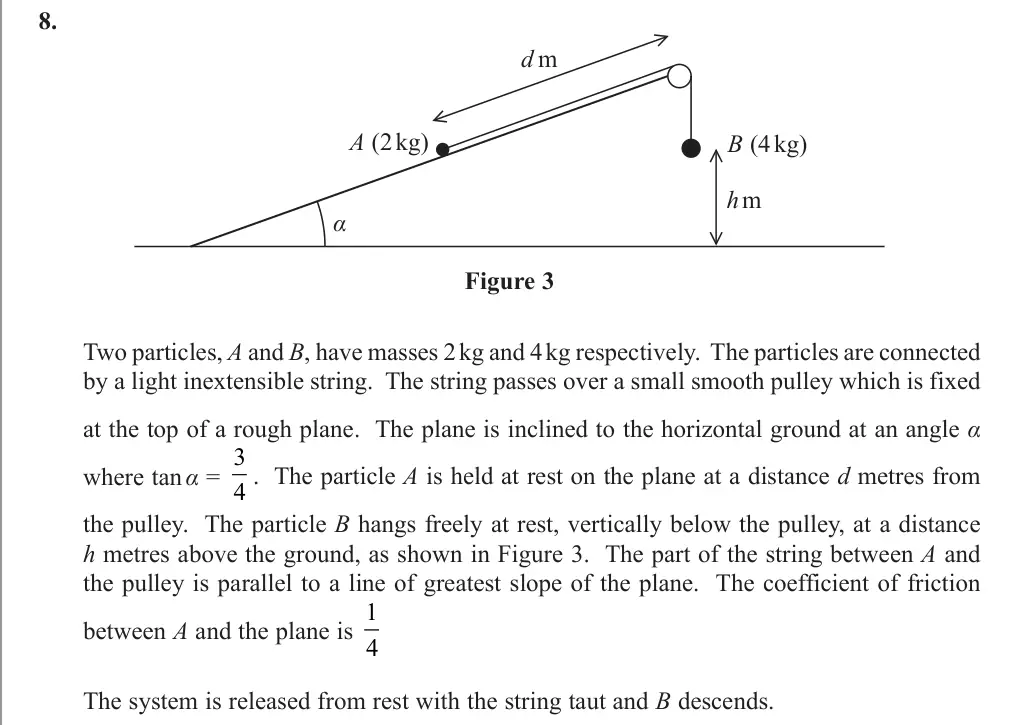 8.
d m
A (2 kg)
B (4 kg)
h m
α
Figure 3
Two particles, A and B, have masses 2 kg and 4 kg respectively. The particles are connected
by a light inextensible string. The string passes over a small smooth pulley which is fixed
at the top of a rough plane. The plane is inclined to the horizontal ground at an angle α
where tan α = 3/4 . The particle A is held at rest on the plane at a distance d metres from
the pulley. The particle B hangs freely at rest, vertically below the pulley, at a distance
h metres above the ground, as shown in Figure 3. The part of the string between A and
the pulley is parallel to a line of greatest slope of the plane. The coefficient of friction
between A and the plane is 1/4
The system is released from rest with the string taut and B descends.